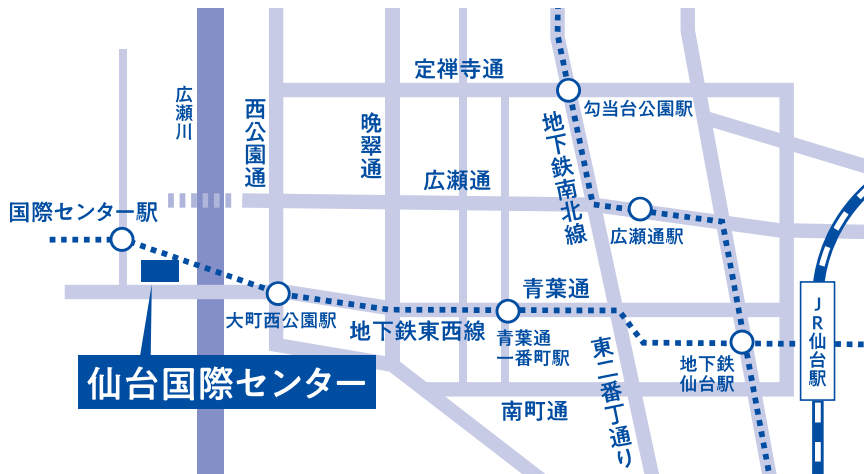 定禅寺通
勾当台公園駅
広瀬川
西公園通
晩翠通
地下鉄南北線
広瀬通
国際センター駅
広瀬通駅
青葉通
大町西公園駅
地下鉄東西線
青葉通
一番町駅
東二番丁通り
地下鉄
仙台駅
JR仙台駅
仙台国際センター
南町通